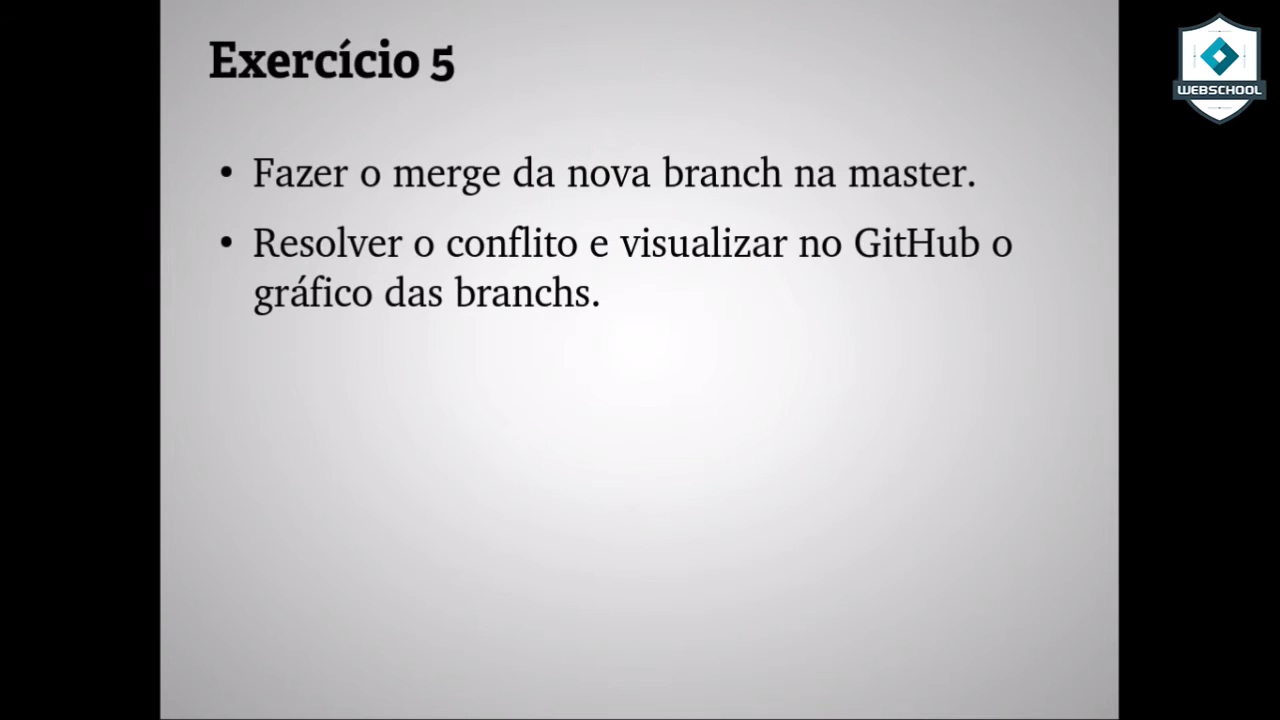 Exercício 5
WEBSCHOOL
• Fazer o merge da nova branch na master.
• Resolver o conflito e visualizar no GitHub o
gráfico das branchs.